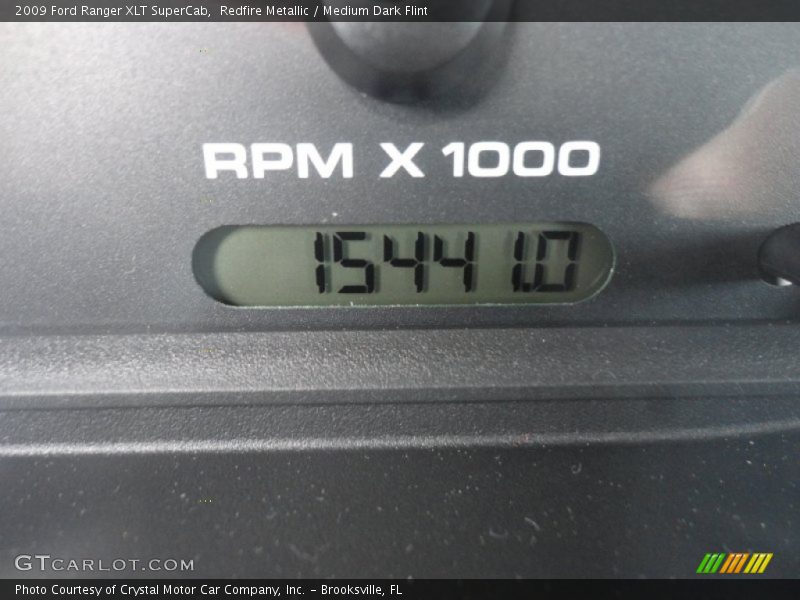 2009 Ford Ranger XLT SuperCab, Redfire Metallic / Medium Dark Flint
RPM X 1000
15441.0
GTCARLOT.COM
Photo Courtesy of Crystal Motor Car Company, Inc. – Brooksville, FL